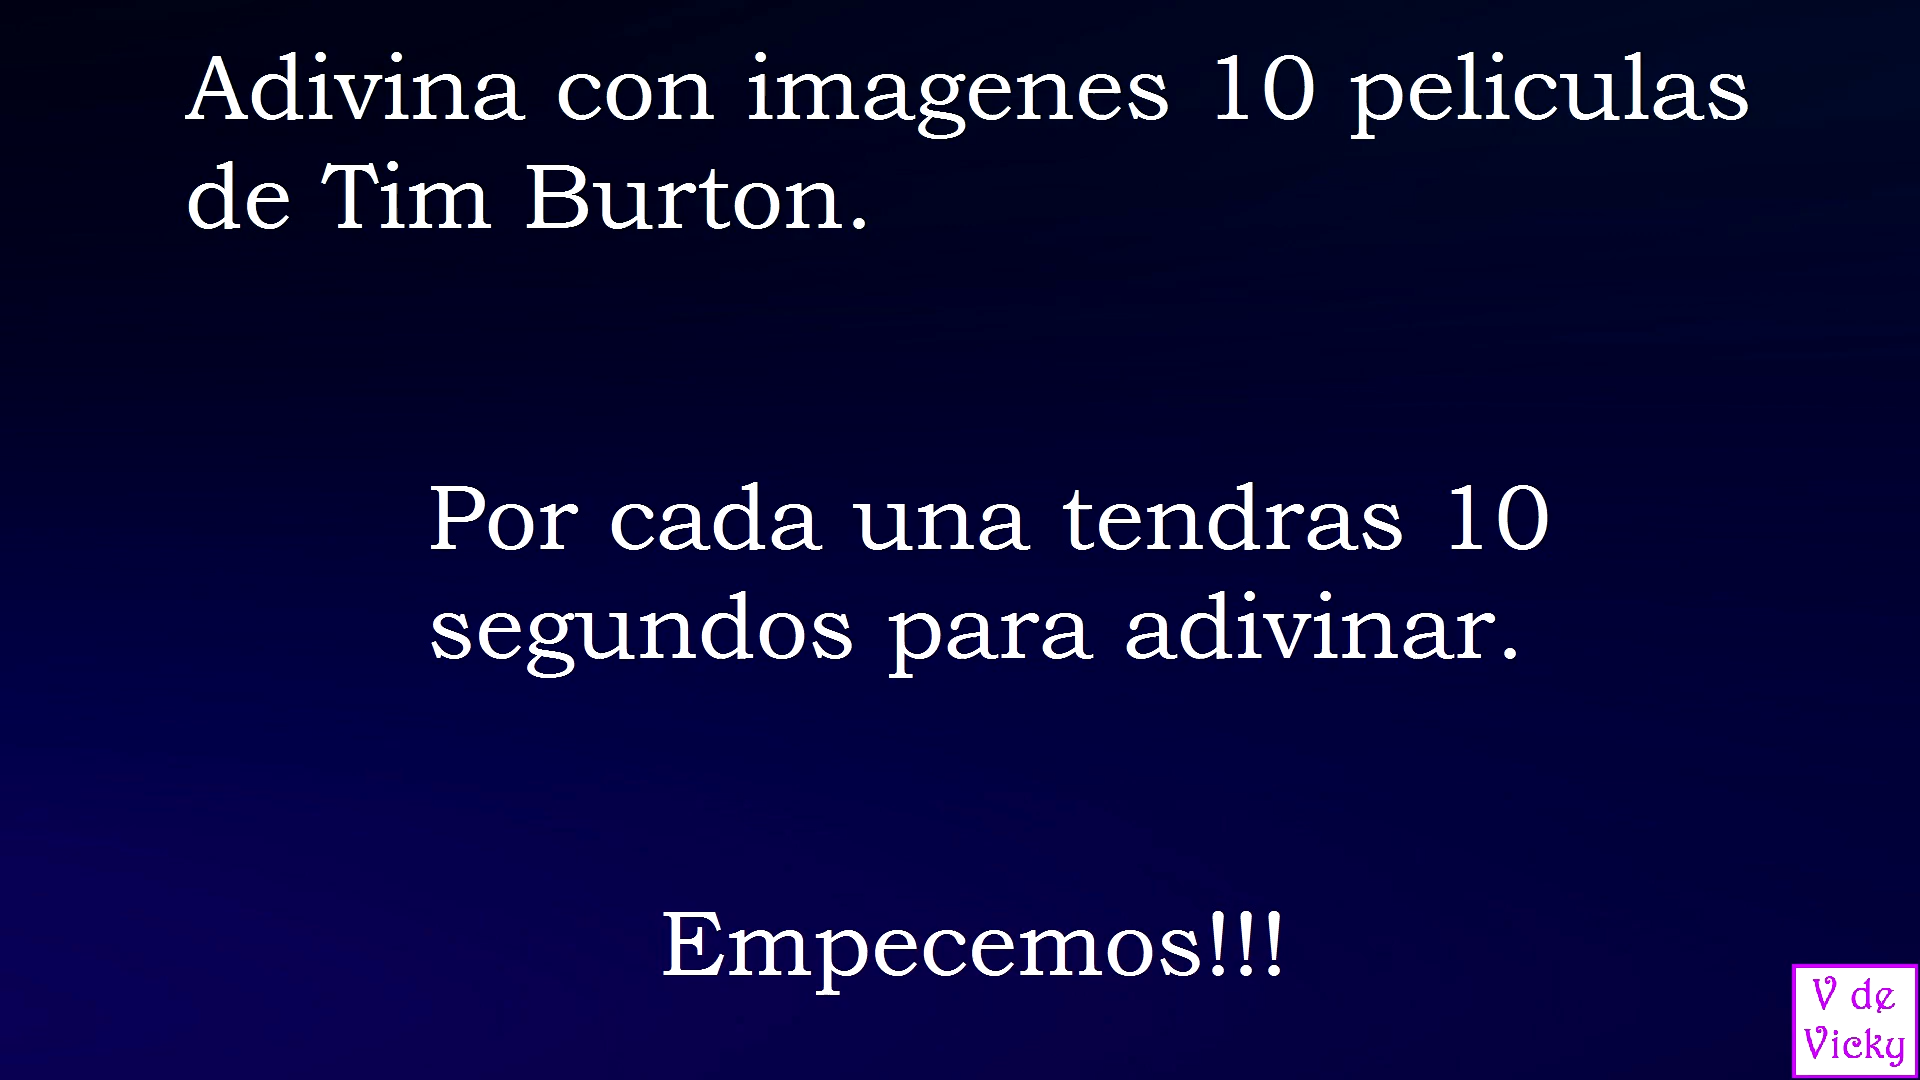 Adivina con imagenes 10 peliculas
de Tim Burton.
Por cada una tendras 10
segundos para adivinar.
Empecemos!!!
V de
Vicky